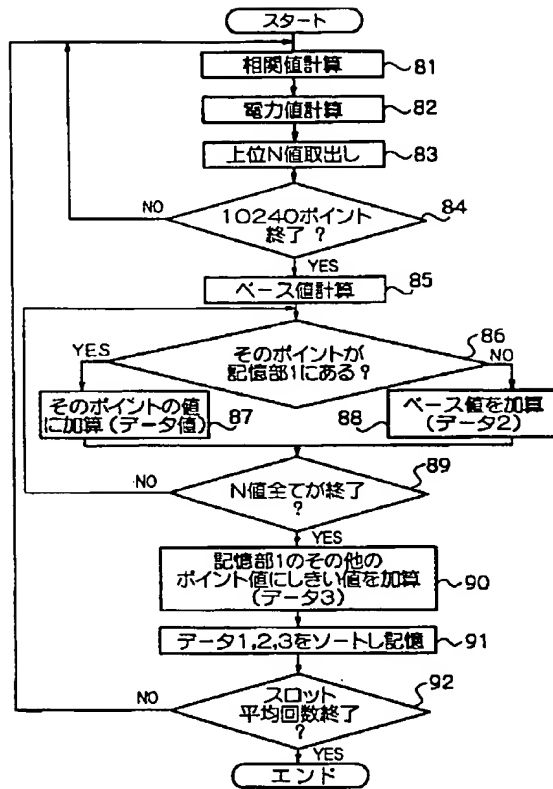 スタート
相関値計算
81
電力値計算
82
上位N値取出し
83
NO
10240ポイント
終了 ?
84
YES
ベース値計算
85
86
YES
そのポイントが
記憶部1にある?
NO
そのポイントの値
に加算(データ値)
87
88
ベース値を加算
(データ2)
NO
N値全てが終了
?
89
YES
記憶部1のその他の
ポイント値にしきい値を加算
(データ3)
90
データ1,2,3をソートし記憶
91
NO
スロット
平均回数終了
?
92
YES
エンド